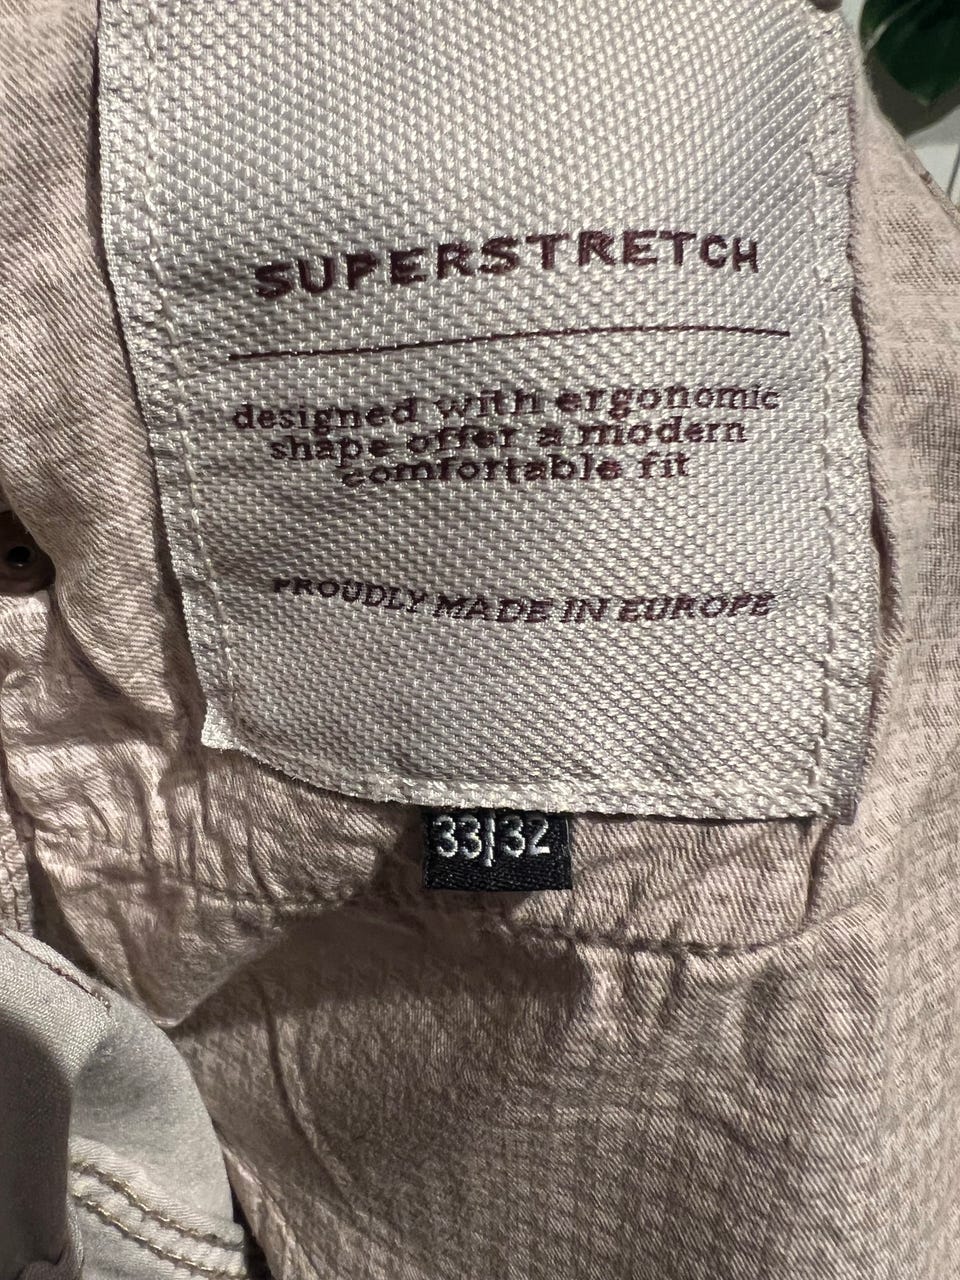 SUPERSTRETCH
designed with ergonomic
shape offer a modern
comfortable fit
PROUDLY MADE IN EUROPE
33/32